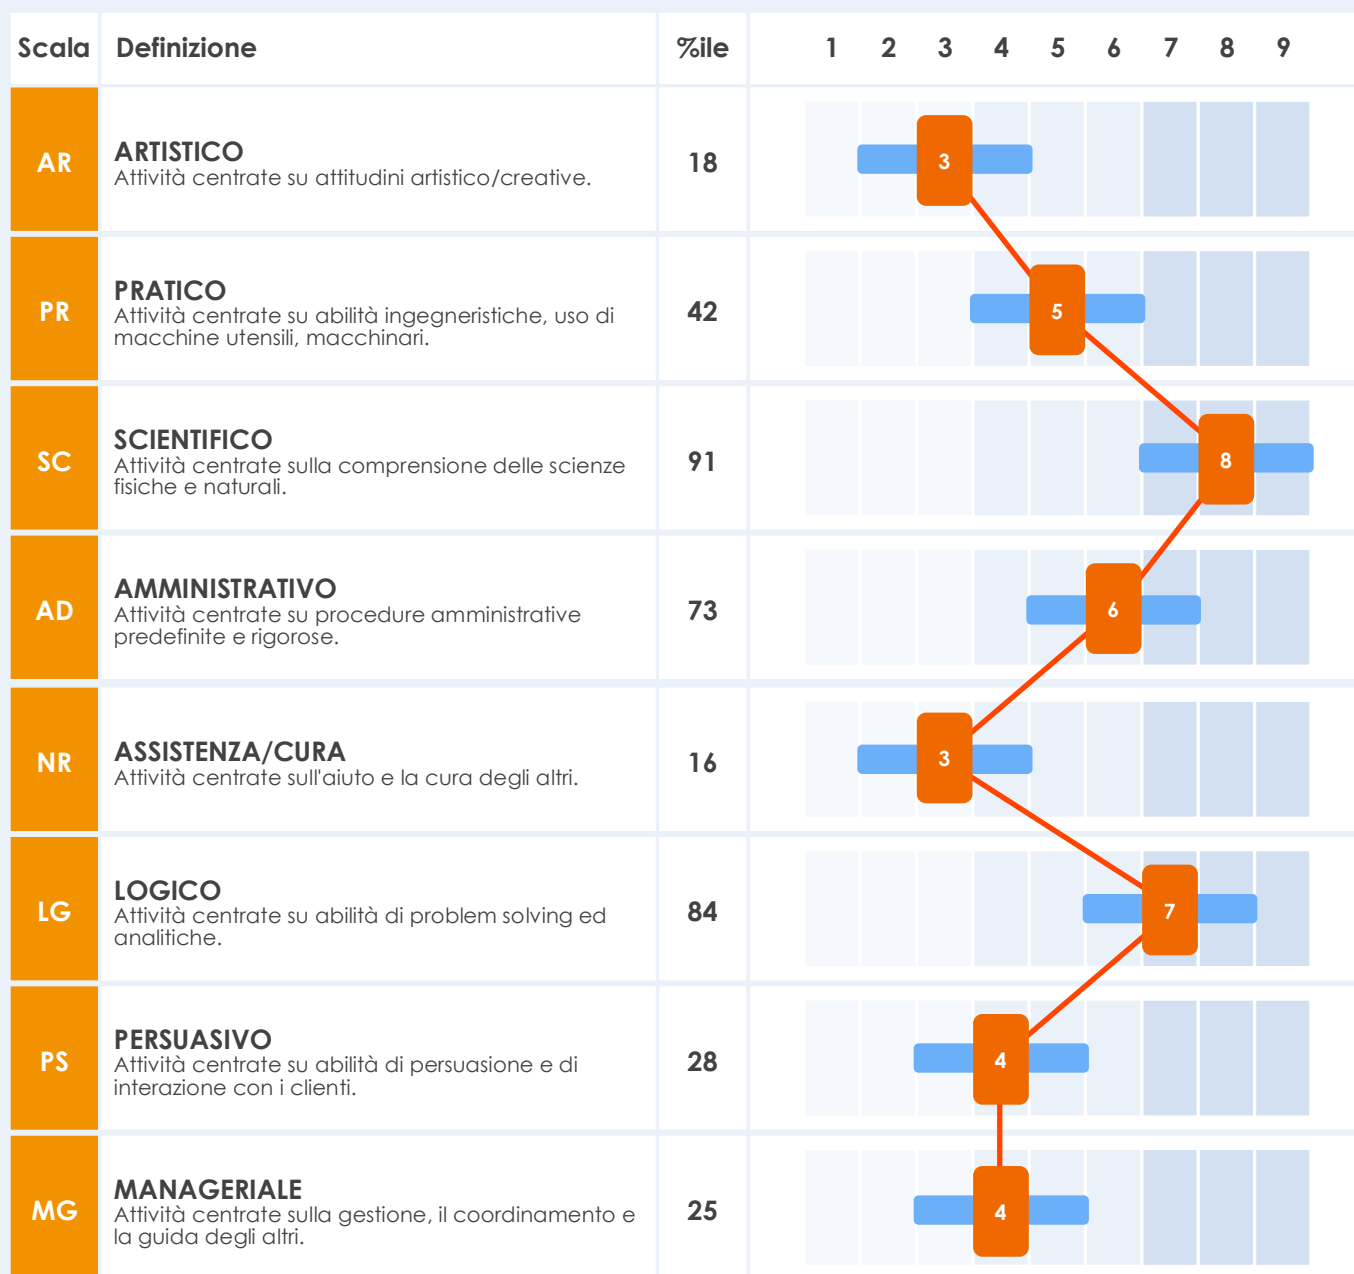 Scala Definizione %ile 1 2 3 4 5 6 7 8 9
AR
ARTISTICO
Attività centrate su attitudini artistico/creative.
18
3
PR
PRATICO
Attività centrate su abilità ingegneristiche, uso di
macchine utensili, macchinari.
42
5
SC
SCIENTIFICO
Attività centrate sulla comprensione delle scienze
fisiche e naturali.
91
8
AD
AMMINISTRATIVO
Attività centrate su procedure amministrative
predefinite e rigorose.
73
6
NR
ASSISTENZA/CURA
Attività centrate sull'aiuto e la cura degli altri.
16
3
LG
LOGICO
Attività centrate su abilità di problem solving ed
analitiche.
84
7
PS
PERSUASIVO
Attività centrate su abilità di persuasione e di
interazione con i clienti.
28
4
MG
MANAGERIALE
Attività centrate sulla gestione, il coordinamento e
la guida degli altri.
25
4